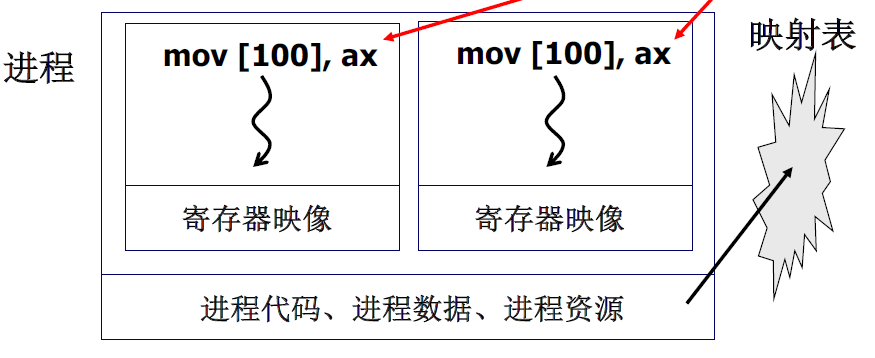 进程
mov [100], ax
mov [100], ax
映射表
寄存器映像
寄存器映像
进程代码、进程数据、进程资源